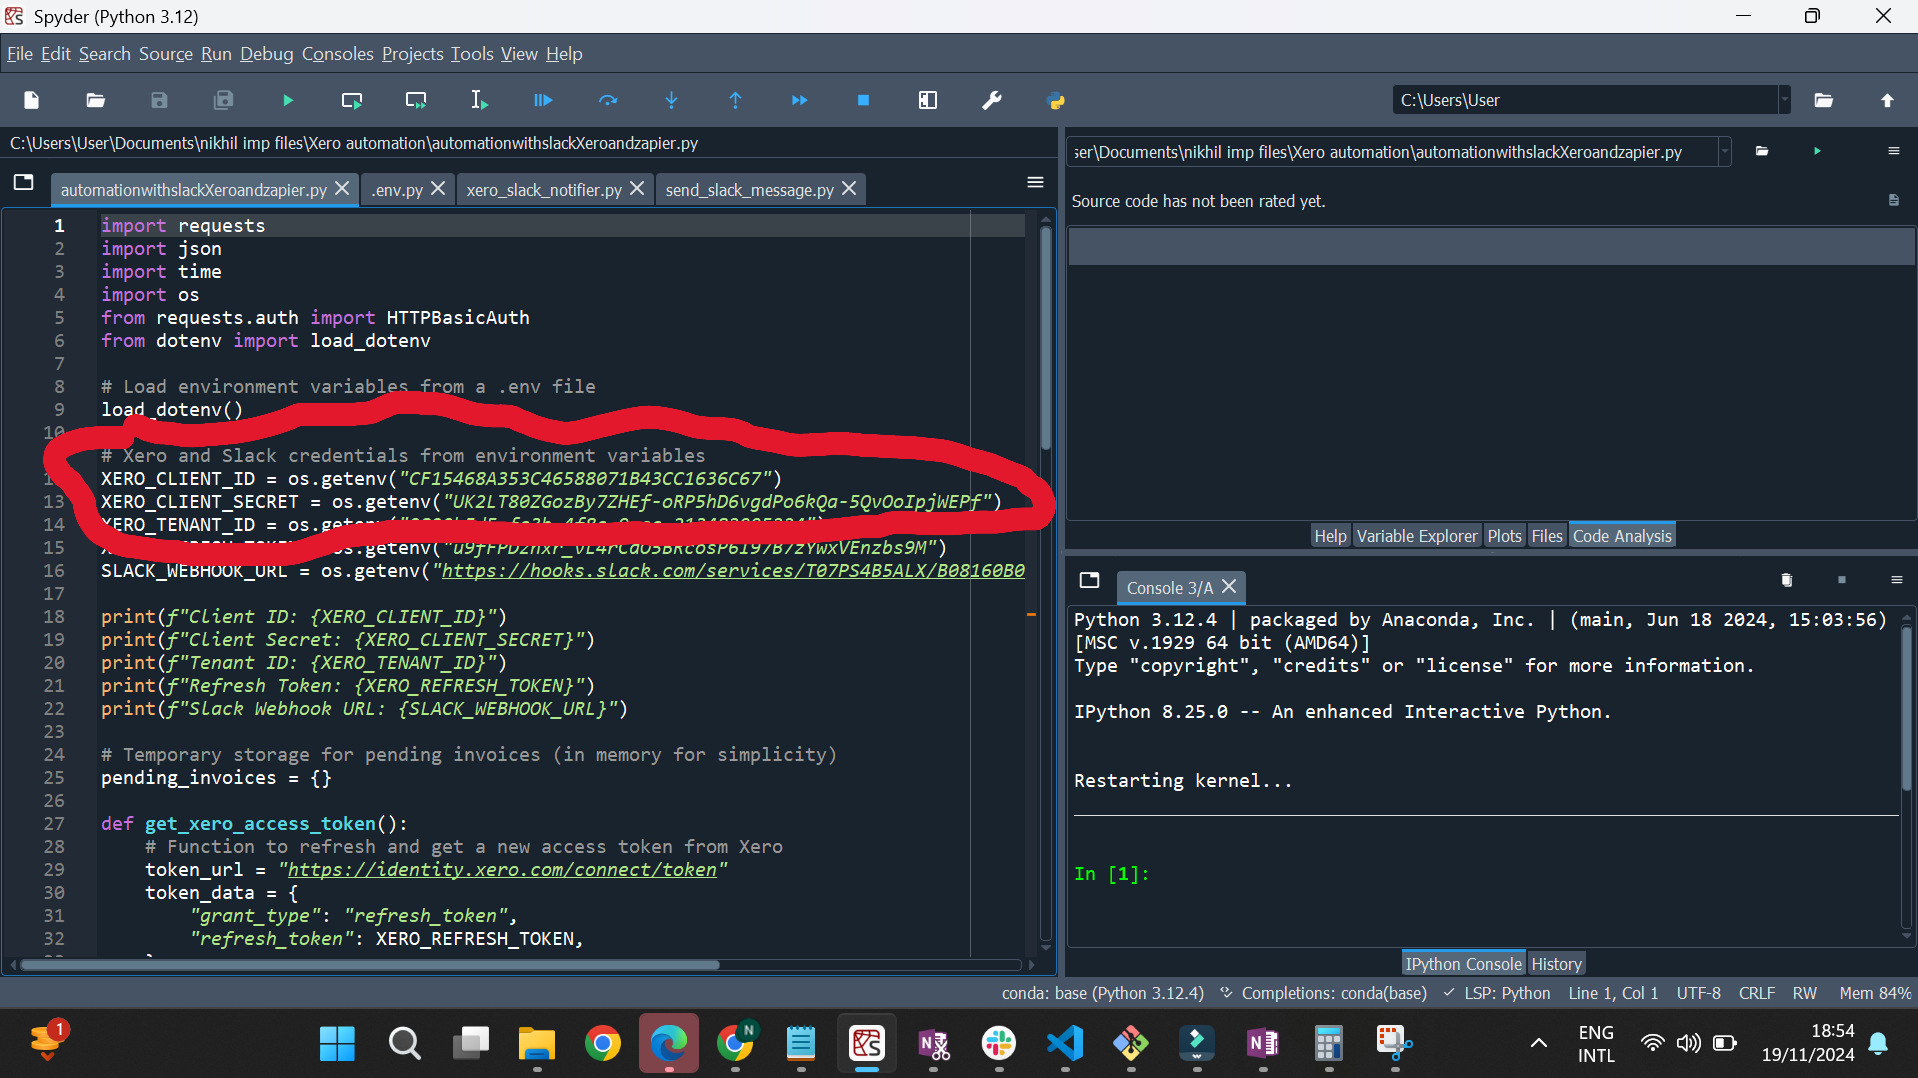 Spyder (Python 3.12)
File Edit Search Source Run Debug Consoles Projects Tools View Help
C:\Users\User
C:\Users\User\Documents\nikhil imp files\Xero automation\automationwithslackXeroandzapier.py
ser\Documents\nikhil imp files\Xero automation\automationwithslackXeroandzapier.py
automationwithslackXeroandzapier.py .env.py xero_slack_notifier.py send_slack_message.py
Source code has not been rated yet.
1 import requests
2 import json
3 import time
4 import os
5 from requests.auth import HTTPBasicAuth
6 from dotenv import load_dotenv
7
8 # Load environment variables from a .env file
9 load_dotenv()
10
# Xero and Slack credentials from environment variables
XERO_CLIENT_ID = os.getenv("CF15468A353C46588071B43CC1636C67")
13 XERO_CLIENT_SECRET = os.getenv("UK2LT80ZGozBy7ZHEf-oRP5hD6vgdPo6kQa-5QvOoIpjWEPf")
14 XERO_TENANT_ID = os.getenv(
15 os.getenv("u9fFPDznxr_vL4rCdO5BRcosP6I97B7zYwxVEnzbs9M")
16 SLACK_WEBHOOK_URL = os.getenv("https://hooks.slack.com/services/T07PS4B5ALX/B08160B0
17
18 print(f"Client ID: {XERO_CLIENT_ID}")
19 print(f"Client Secret: {XERO_CLIENT_SECRET}")
20 print(f"Tenant ID: {XERO_TENANT_ID}")
21 print(f"Refresh Token: {XERO_REFRESH_TOKEN}")
22 print(f"Slack Webhook URL: {SLACK_WEBHOOK_URL}")
23
24 # Temporary storage for pending invoices (in memory for simplicity)
25 pending_invoices = {}
26
27 def get_xero_access_token():
28 # Function to refresh and get a new access token from Xero
29 token_url = "https://identity.xero.com/connect/token"
30 token_data = {
31 "grant_type": "refresh_token",
32 "refresh_token": XERO_REFRESH_TOKEN,
Help Variable Explorer Plots Files Code Analysis
Console 3/A
Python 3.12.4 | packaged by Anaconda, Inc. | (main, Jun 18 2024, 15:03:56)
[MSC v.1929 64 bit (AMD64)]
Type "copyright", "credits" or "license" for more information.
IPython 8.25.0 -- An enhanced Interactive Python.
Restarting kernel...
In [1]:
IPython Console History
conda: base (Python 3.12.4) Completions: conda(base) LSP: Python Line 1, Col 1 UTF-8 CRLF RW Mem 84%
1
N
ENG
INTL
18:54
19/11/2024